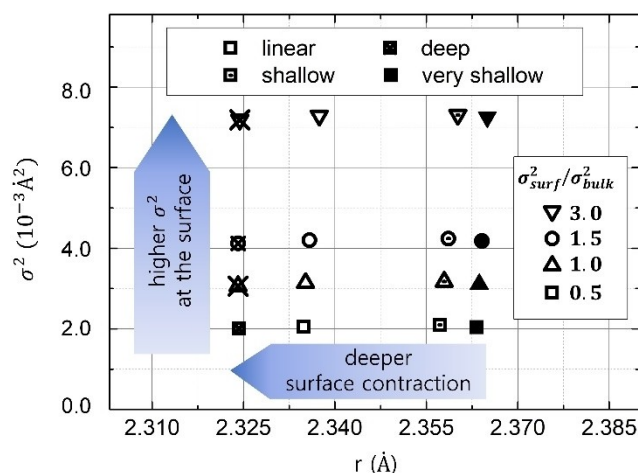 linear
deep
shallow
very shallow
8.0
6.0
4.0
2.0
0.0
σ² (10⁻³Å²)
higher σ²
at the surface
σ²surf/σ²bulk
3.0
1.5
1.0
0.5
deeper
surface contraction
2.310 2.325 2.340 2.355 2.370 2.385
r (Å)